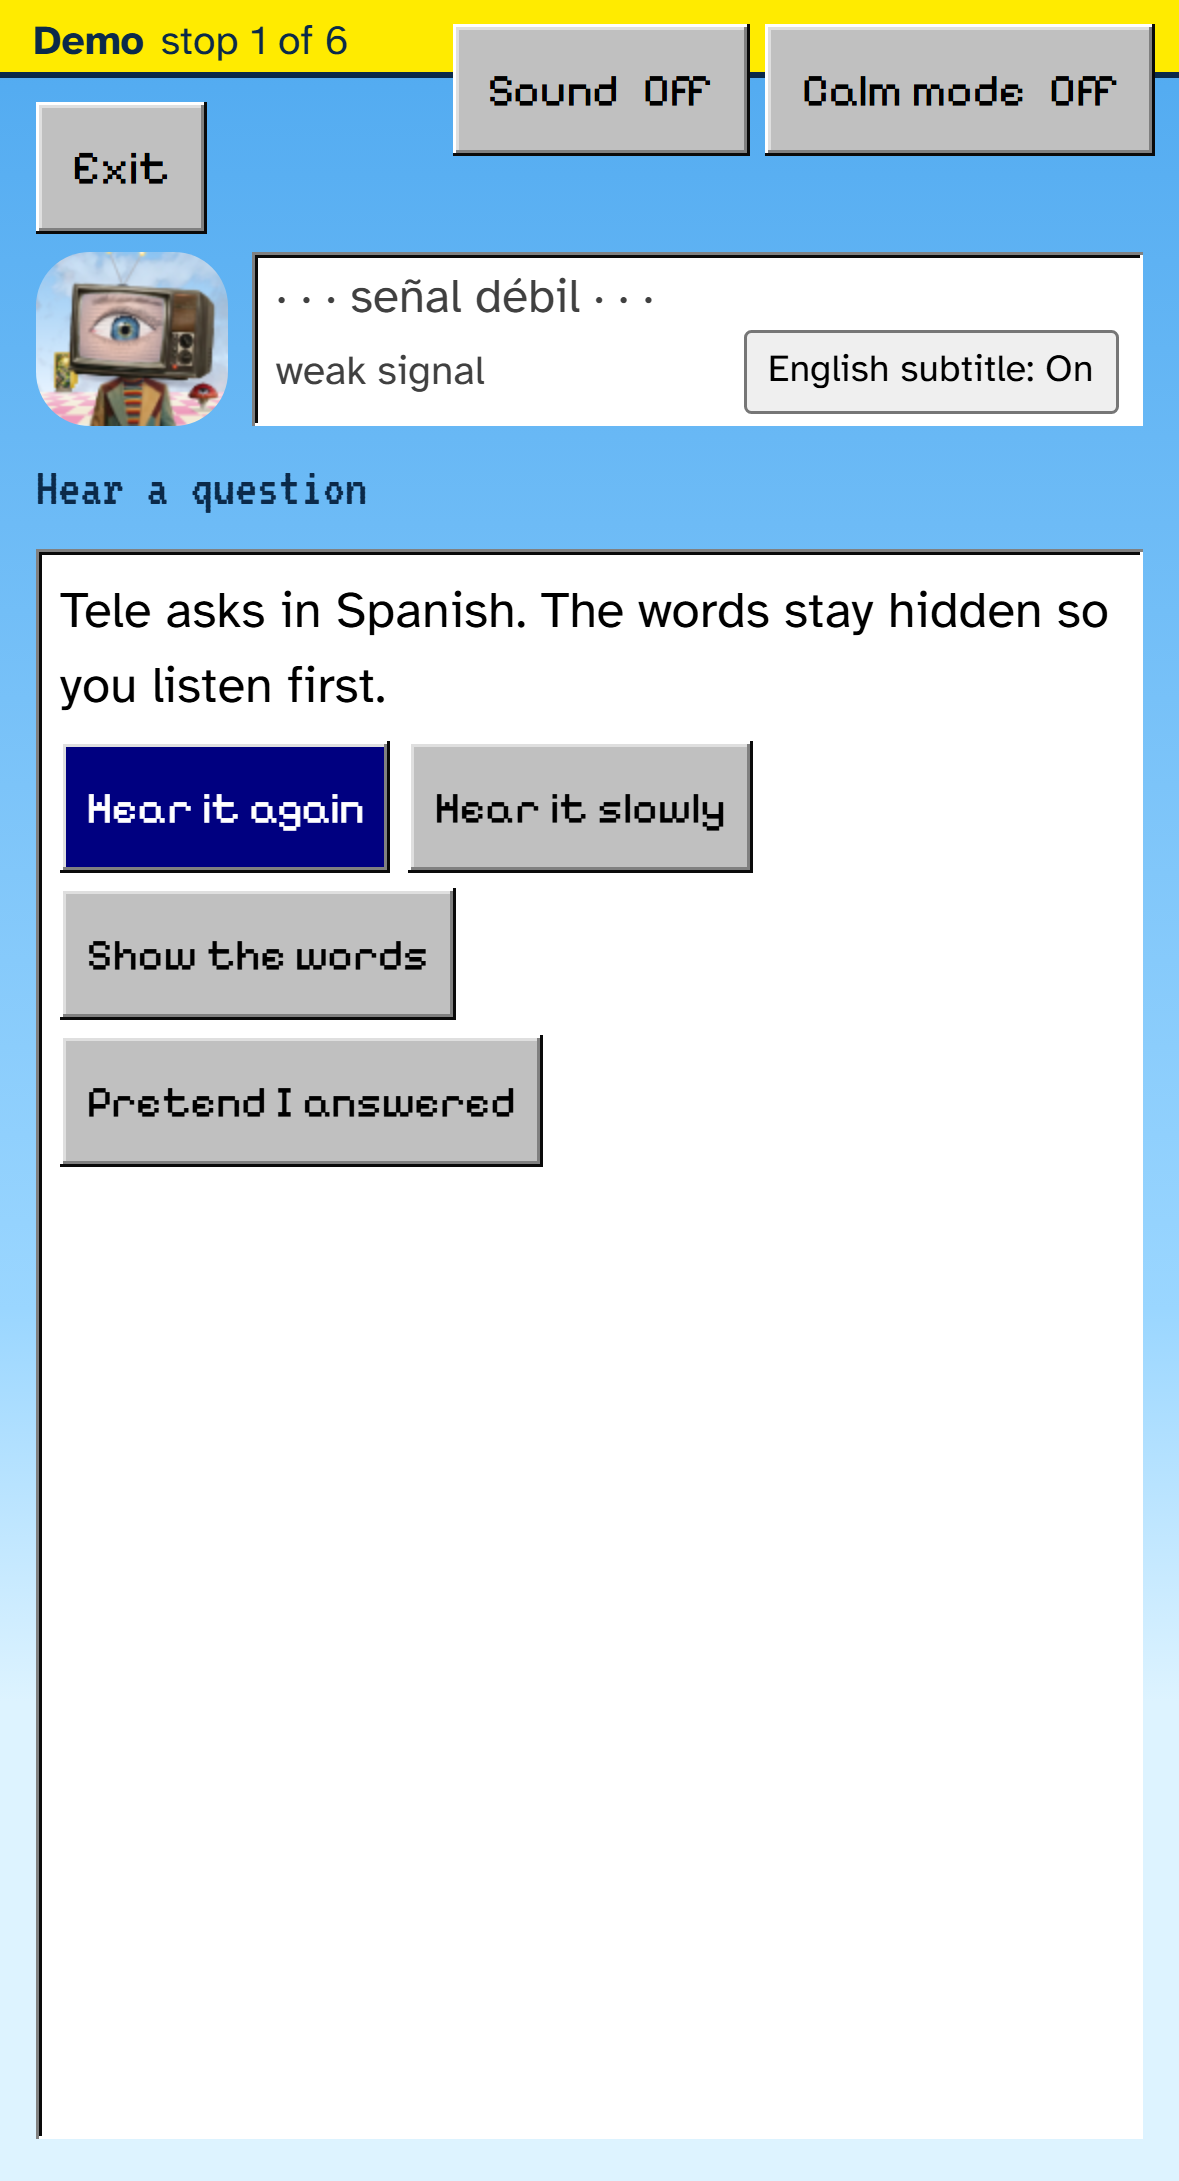 Demo stop 1 of 6
Sound Off
Calm mode Off
Exit
· · · señal débil · · ·
weak signal
English subtitle: On
Hear a question
Tele asks in Spanish. The words stay hidden so
you listen first.
Hear it again
Hear it slowly
Show the words
Pretend I answered